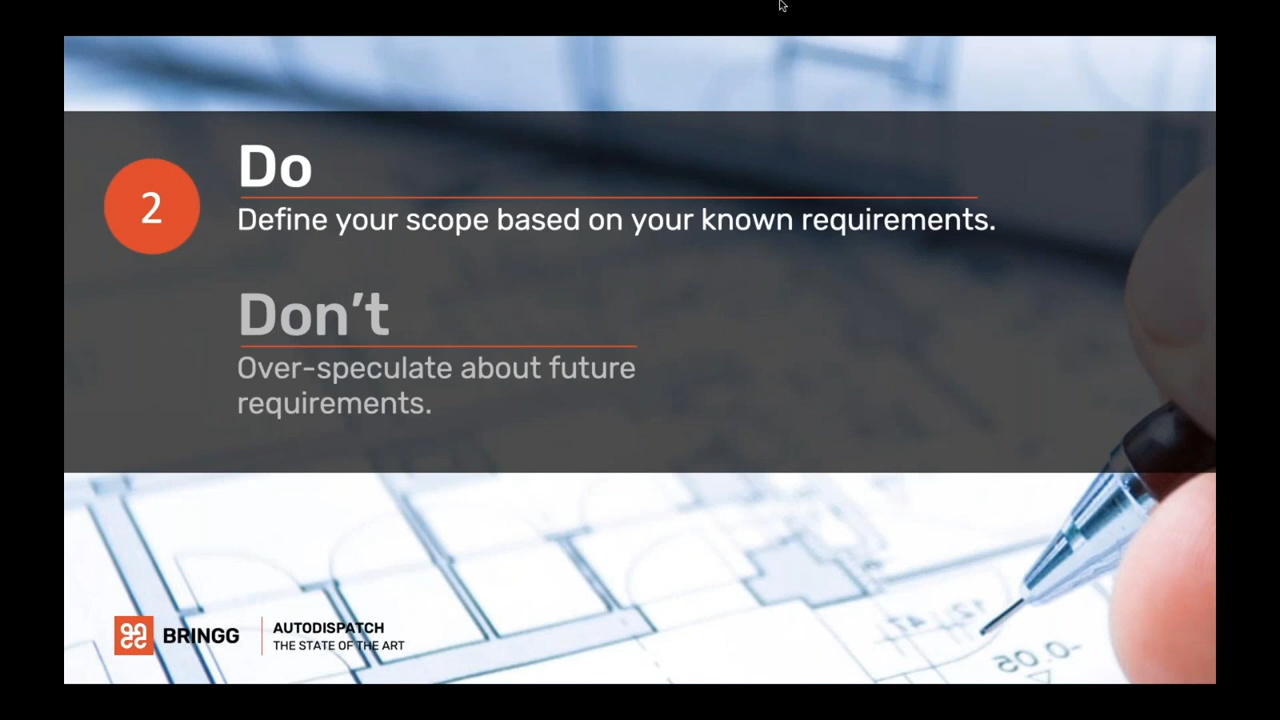 2
Do
Define your scope based on your known requirements.
Don't
Over-speculate about future
requirements.
BRINGG
AUTODISPATCH
THE STATE OF THE ART